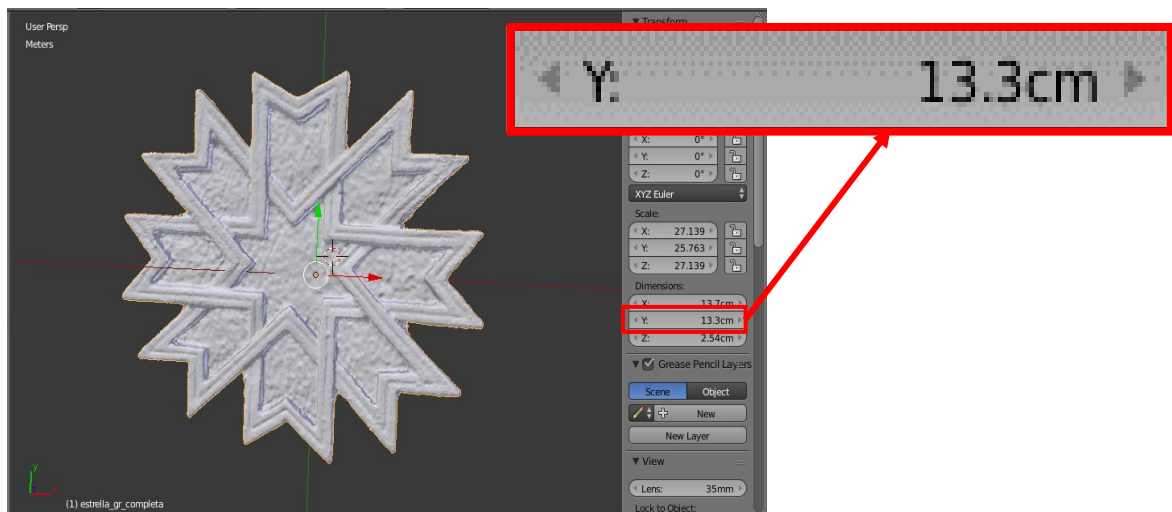 User Persp
Meters
(1) estrella_gr_completa
y
Transform
Y: 13.3cm
X: 0°
Y: 0°
Z: 0°
XYZ Euler
Scale:
X: 27.139
Y: 25.763
Z: 27.139
Dimensions:
X: 13.7cm
Y: 13.3cm
Z: 2.54cm
Grease Pencil Layers
Scene Object
New
New Layer
View
Lens: 35mm
Lock to Object: